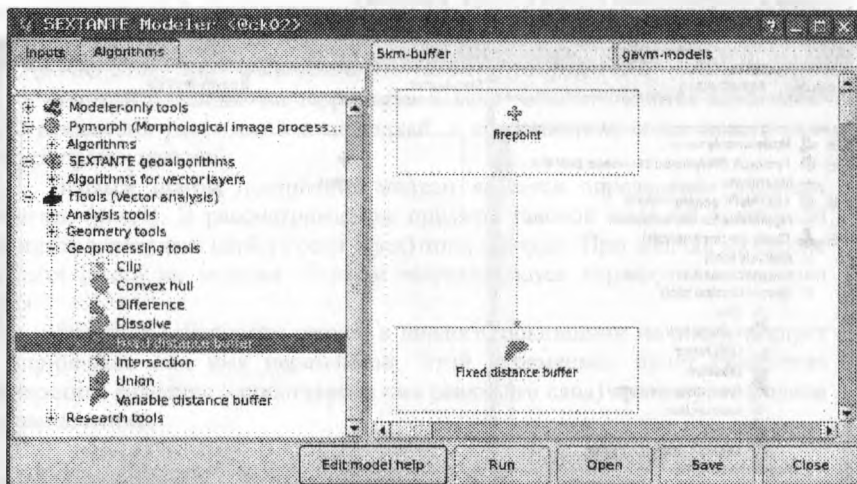 SEXTANTE Modeler <@ck02>
Inputs Algorithms
5km-buffer gavm-models
Modeler-only tools
Pymorph (Morphological image process...
Algorithms
SEXTANTE geoalgorithms
Algorithms for vector layers
fTools (Vector analysis)
Analysis tools
Geometry tools
Geoprocessing tools
Clip
Convex hull
Difference
Dissolve
Fixed distance buffer
Intersection
Union
Variable distance buffer
Research tools
firepoint
Fixed distance buffer
Edit model help Run Open Save Close